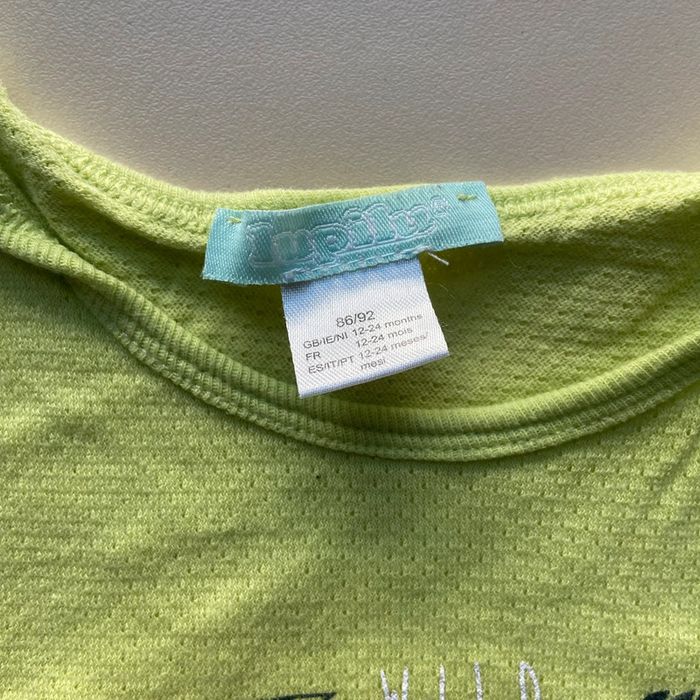 lupilu®
86/92
GB/IE/NI 12-24 months
FR 12-24 mois
ES/IT/PT 12-24 meses/
mesi
WILD